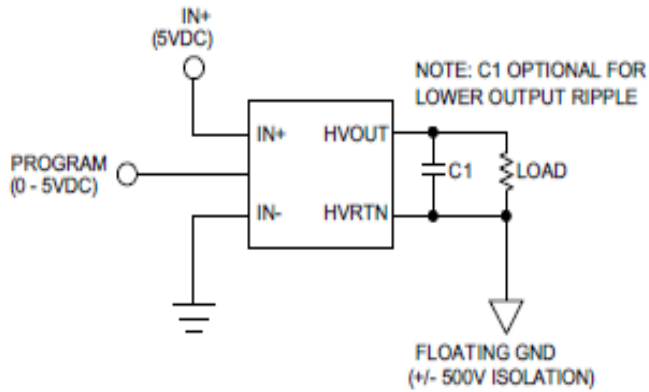 IN+
(5VDC)
NOTE: C1 OPTIONAL FOR
LOWER OUTPUT RIPPLE
IN+ HVOUT
PROGRAM
(0 - 5VDC)
C1 LOAD
IN- HVRTN
FLOATING GND
(+/- 500V ISOLATION)